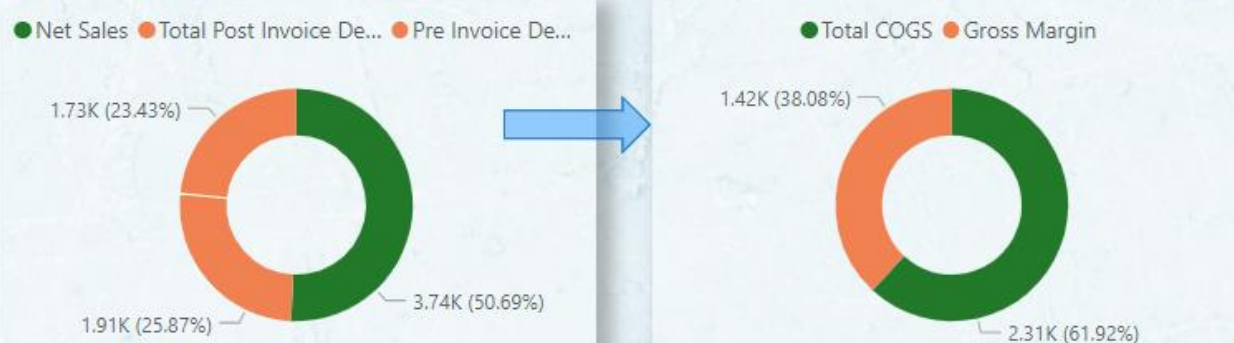 Net Sales Total Post Invoice De... Pre Invoice De...
1.73K (23.43%)
3.74K (50.69%)
1.91K (25.87%)
Total COGS Gross Margin
1.42K (38.08%)
2.31K (61.92%)